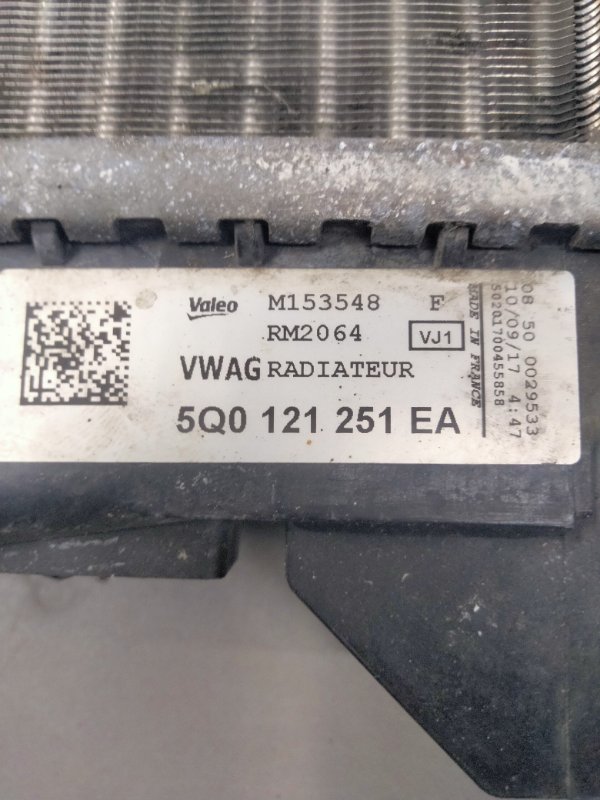 Valeo M153548 F
RM2064 VJ1
VWAG RADIATEUR
5Q0 121 251 EA
MADE IN FRANCE
50201700455858
10/09/17 4:47
08 50 0029533